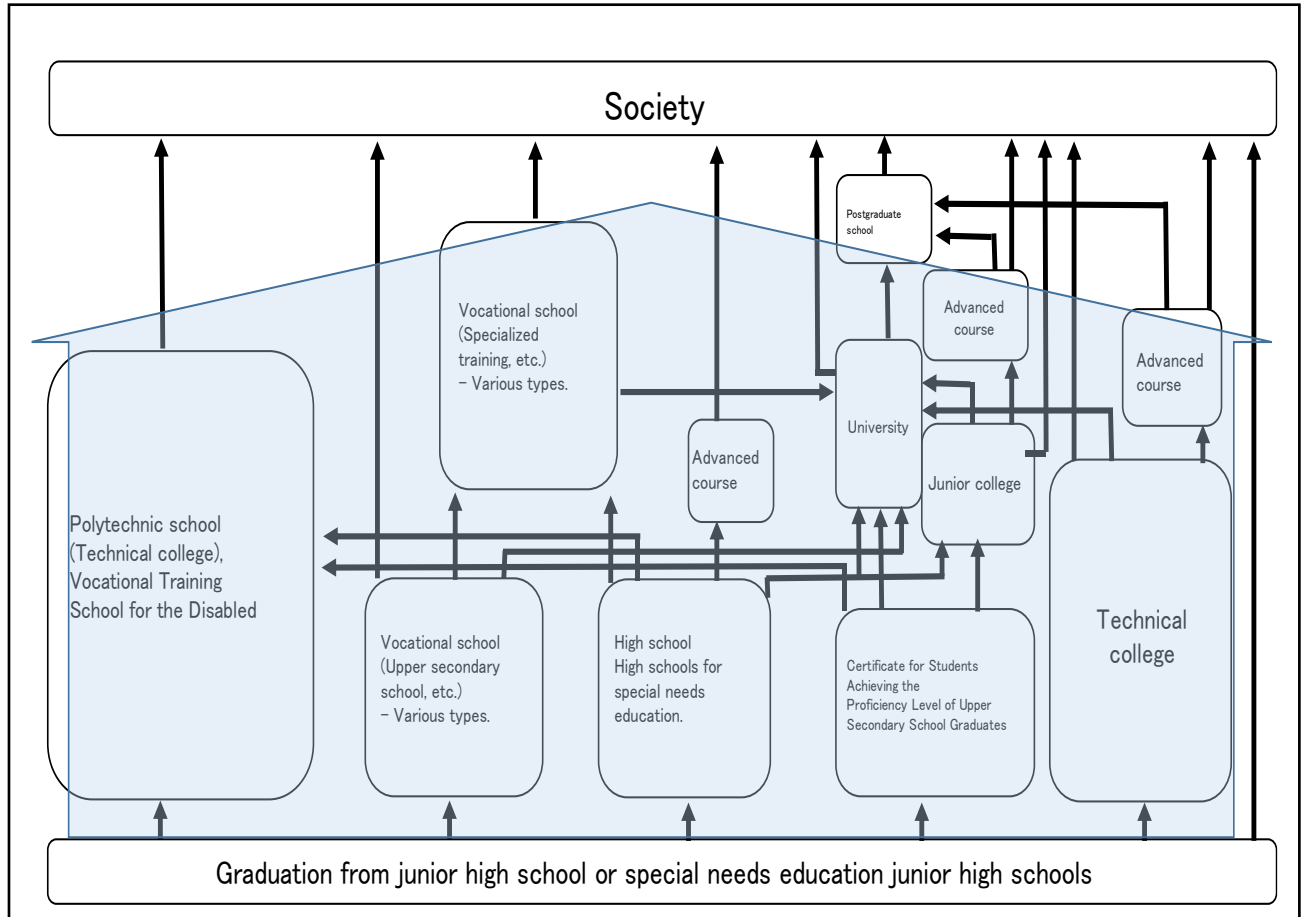 Society
Postgraduate
school
Vocational school
(Specialized
training, etc.)
– Various types.
Advanced
course
Advanced
course
University
Advanced
course
Junior college
Polytechnic school
(Technical college),
Vocational Training
School for the Disabled
Vocational school
(Upper secondary
school, etc.)
– Various types.
High school
High schools for
special needs
education.
Certificate for Students
Achieving the
Proficiency Level of Upper
Secondary School Graduates
Technical
college
Graduation from junior high school or special needs education junior high schools